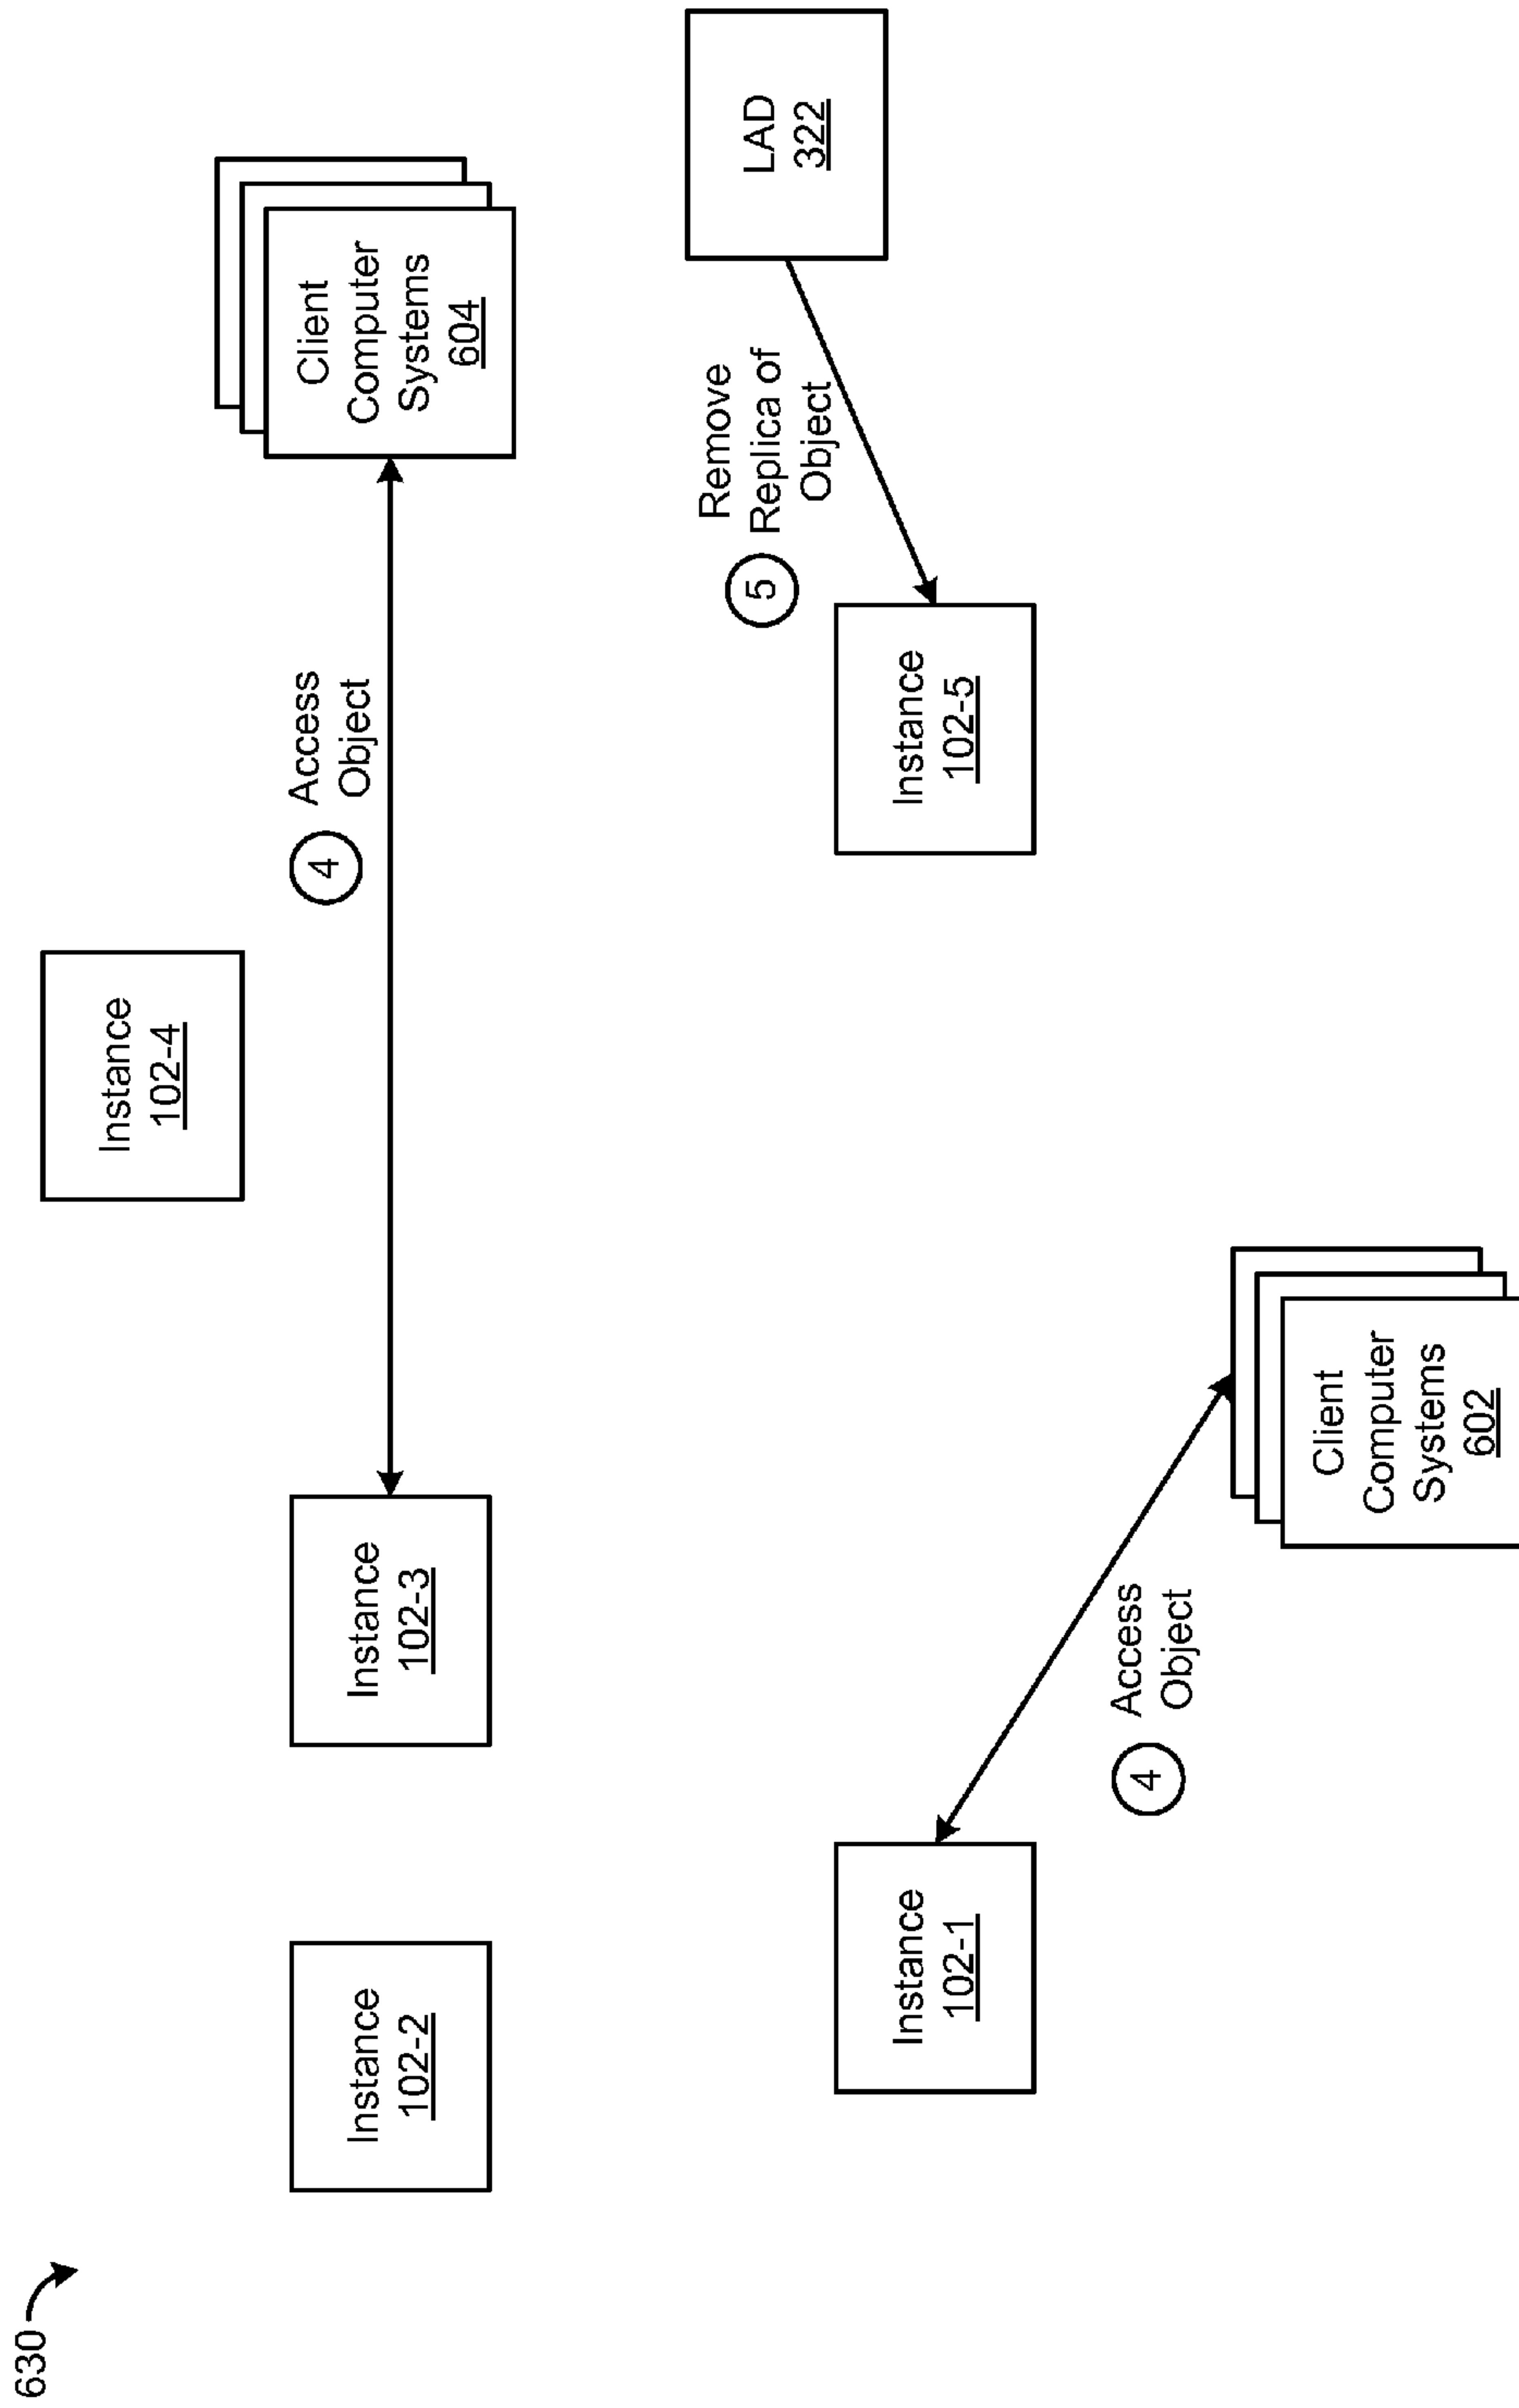 630
Instance
102-4
Client
Computer
Systems
604
4
Access
Object
Instance
102-2
Instance
102-3
LAD
322
Remove
Replica of
Object
5
Instance
102-1
Instance
102-5
4
Access
Object
Client
Computer
Systems
602